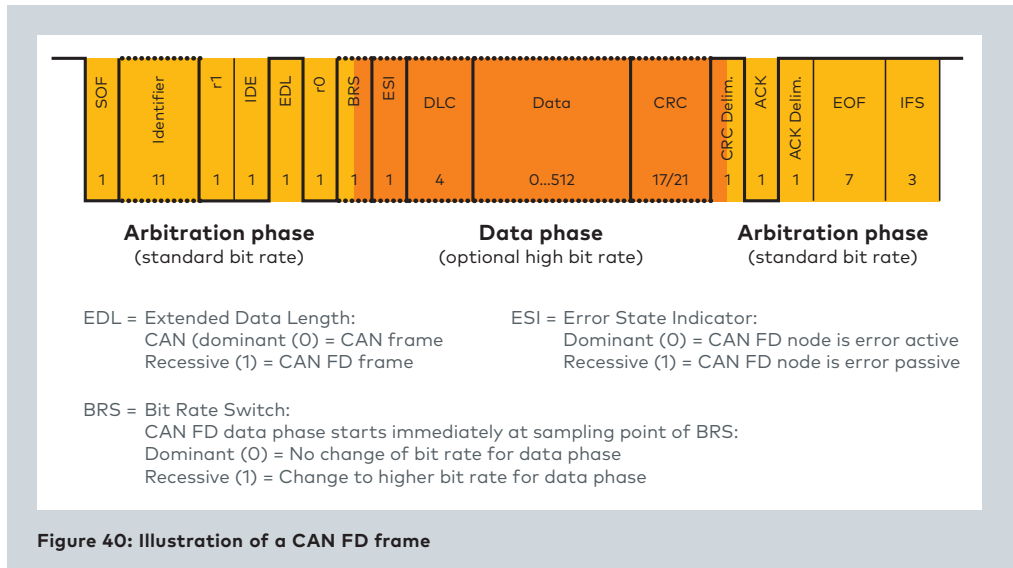 SOF
Identifier
r1
IDE
EDL
r0
BRS
ESI
DLC
Data
CRC
CRC Delim.
ACK
ACK Delim.
EOF
IFS
1 11 1 1 1 1 1 1 4 0...512 17/21 1 1 1 7 3
Arbitration phase
(standard bit rate)
Data phase
(optional high bit rate)
Arbitration phase
(standard bit rate)
EDL = Extended Data Length:
CAN (dominant (0) = CAN frame
Recessive (1) = CAN FD frame
ESI = Error State Indicator:
Dominant (0) = CAN FD node is error active
Recessive (1) = CAN FD node is error passive
BRS = Bit Rate Switch:
CAN FD data phase starts immediately at sampling point of BRS:
Dominant (0) = No change of bit rate for data phase
Recessive (1) = Change to higher bit rate for data phase
Figure 40: Illustration of a CAN FD frame